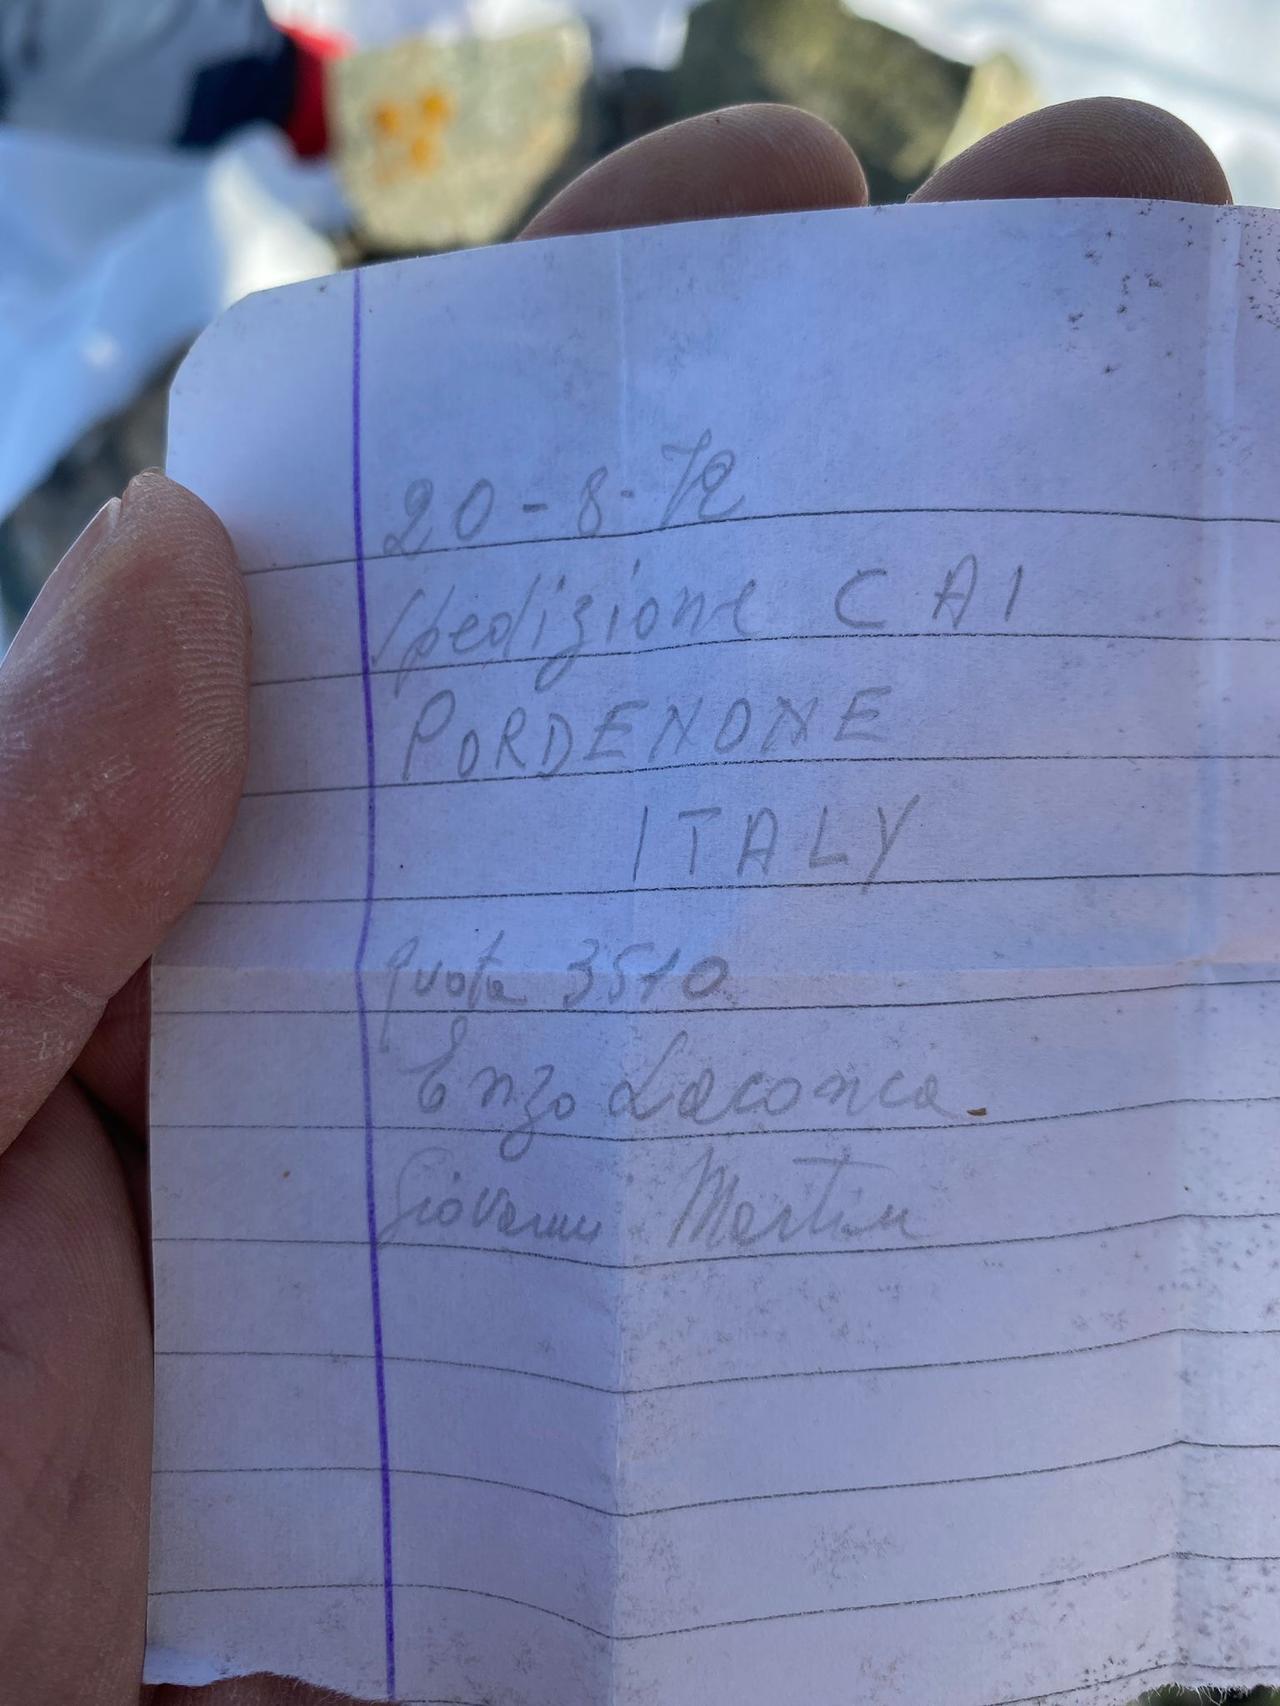 20-8-72
Spedizione CAI
PORDENONE
ITALY
quota 3510
Enzo Laconca
Giovanni Martin